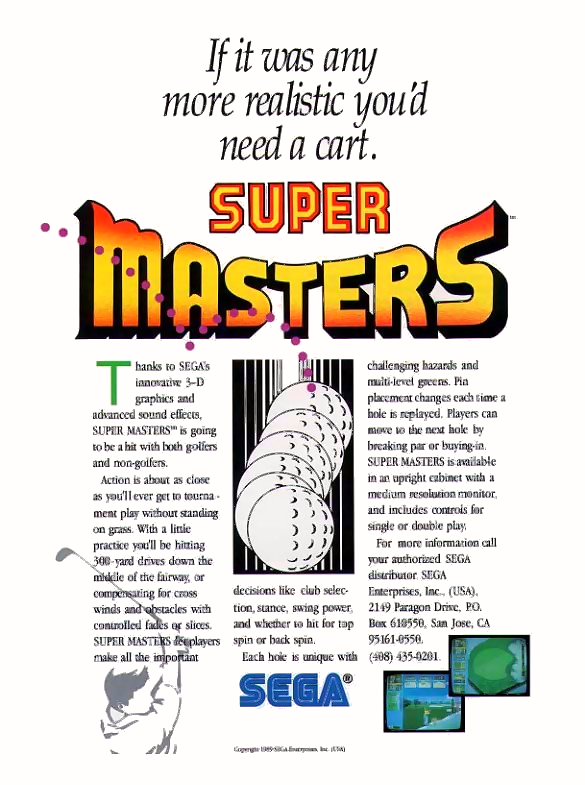 If it was any
more realistic you'd
need a cart.
SUPER
MASTERS™
Thanks to SEGA's
innovative 3-D
graphics and
advanced sound effects,
SUPER MASTERS™ is going
to be a hit with both golfers
and non-golfers.
Action is about as close
as you'll ever get to tourna-
ment play without standing
on grass. With a little
practice you'll be hitting
300-yard drives down the
middle of the fairway, or
compensating for cross
winds and obstacles with
controlled fades or slices.
SUPER MASTERS lets players
make all the important
decisions like club selec-
tion, stance, swing power,
and whether to hit for top
spin or back spin.
Each hole is unique with
challenging hazards and
multi-level greens. Pin
placement changes each time a
hole is replayed. Players can
move to the next hole by
breaking par or buying-in.
SUPER MASTERS is available
in an upright cabinet with a
medium resolution monitor,
and includes controls for
single or double play.
For more information call
your authorized SEGA
distributor. SEGA
Enterprises, Inc., (USA),
2149 Paragon Drive, P.O.
Box 610550, San Jose, CA
95161-0550.
(408) 435-0201.
SEGA®
Copyright 1989 SEGA Enterprises, Inc. (USA)